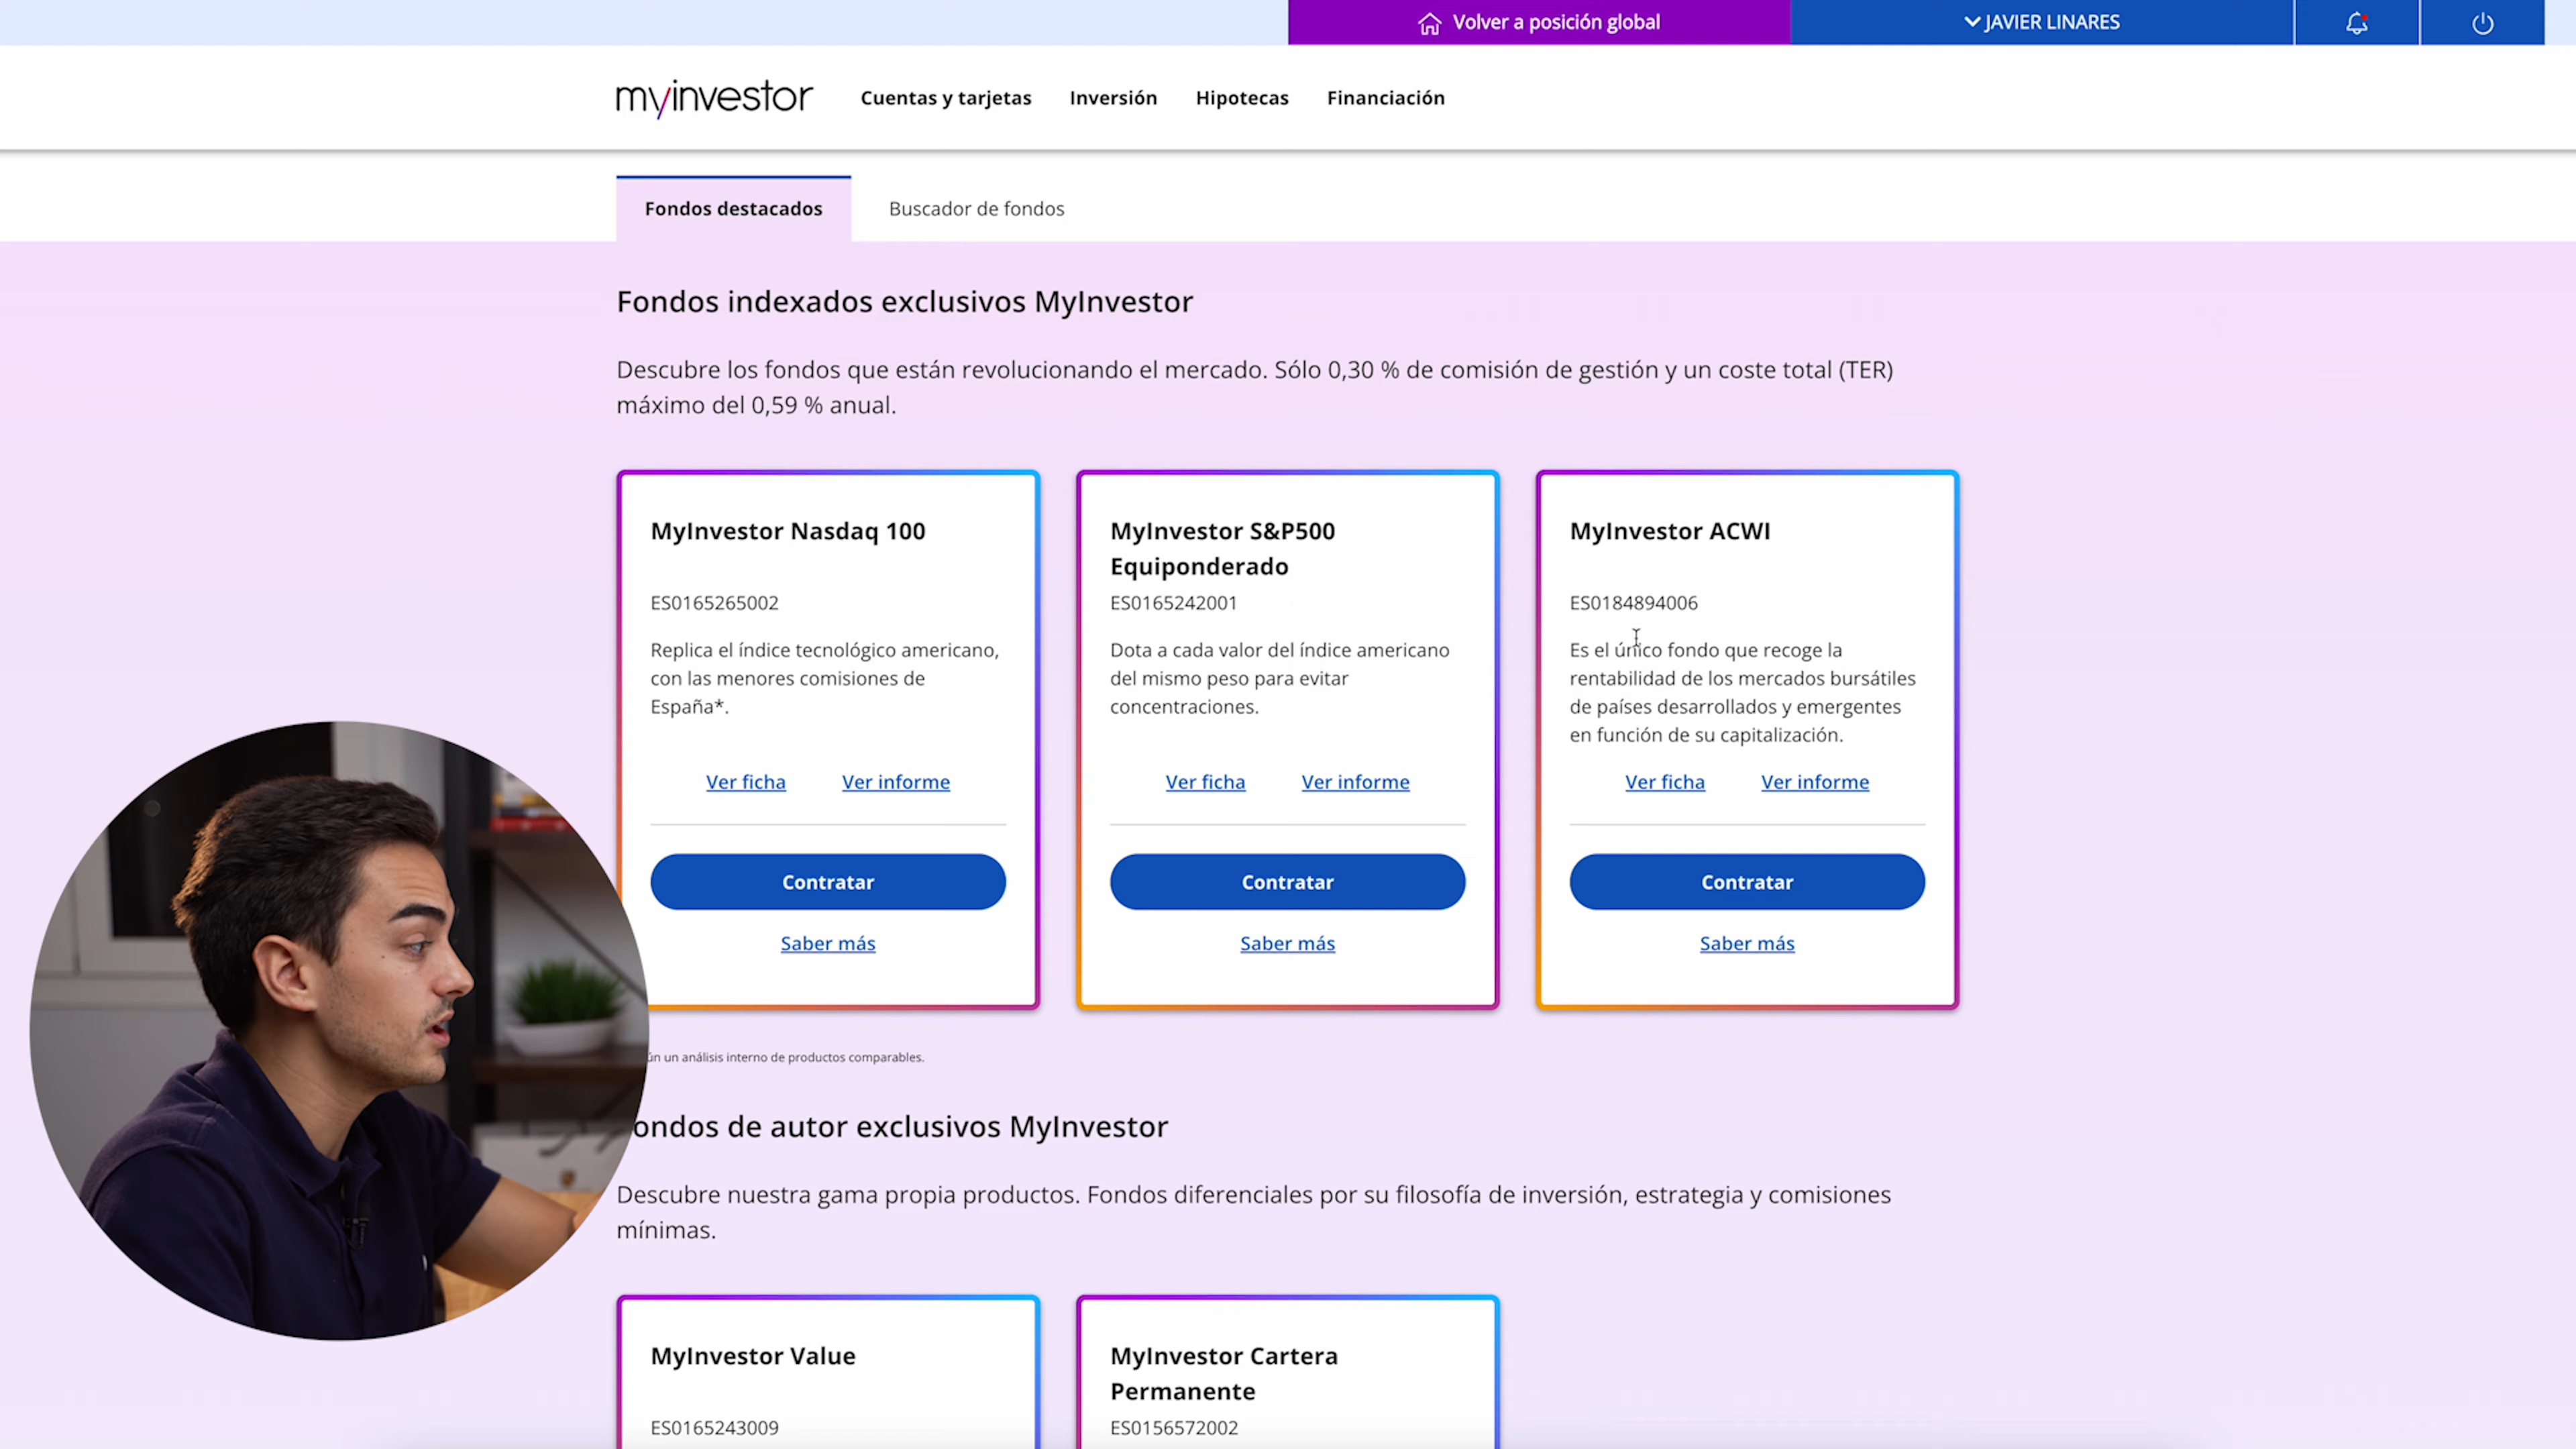 Volver a posición global
JAVIER LINARES
myinvestor
Cuentas y tarjetas
Inversión
Hipotecas
Financiación
Fondos destacados
Buscador de fondos
Fondos indexados exclusivos MyInvestor
Descubre los fondos que están revolucionando el mercado. Sólo 0,30 % de comisión de gestión y un coste total (TER)
máximo del 0,59 % anual.
MyInvestor Nasdaq 100
ES0165265002
Replica el índice tecnológico americano,
con las menores comisiones de
España*.
Ver ficha
Ver informe
Contratar
Saber más
MyInvestor S&P500
Equiponderado
ES0165242001
Dota a cada valor del índice americano
del mismo peso para evitar
concentraciones.
Ver ficha
Ver informe
Contratar
Saber más
MyInvestor ACWI
ES0184894006
Es el único fondo que recoge la
rentabilidad de los mercados bursátiles
de países desarrollados y emergentes
en función de su capitalización.
Ver ficha
Ver informe
Contratar
Saber más
ún un análisis interno de productos comparables.
ondos de autor exclusivos MyInvestor
Descubre nuestra gama propia productos. Fondos diferenciales por su filosofía de inversión, estrategia y comisiones
mínimas.
MyInvestor Value
ES0165243009
MyInvestor Cartera
Permanente
ES0156572002